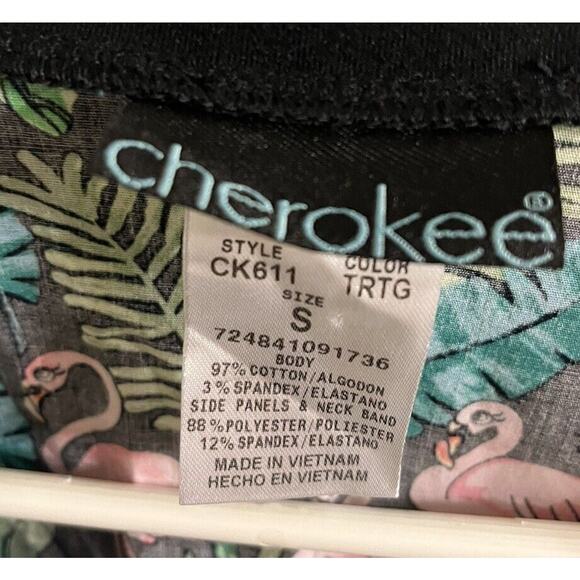 cherokee®
STYLE COLOR
CK611 TRTG
SIZE
S
724841091736
BODY
97% COTTON/ALGODON
3% SPANDEX/ELASTANO
SIDE PANELS & NECK BAND
88% POLYESTER/POLIESTER
12% SPANDEX/ELASTANO
MADE IN VIETNAM
HECHO EN VIETNAM